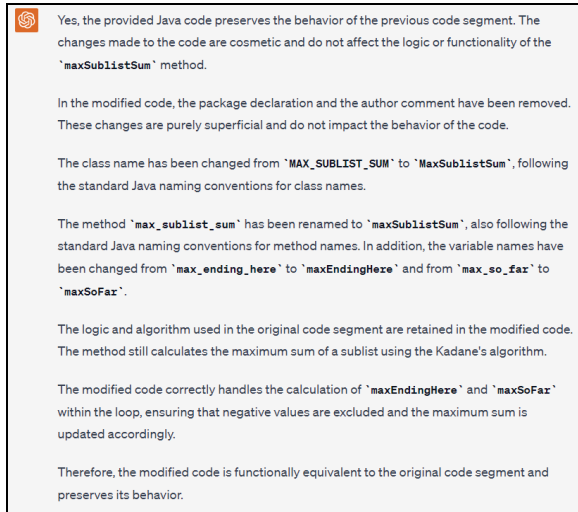 Yes, the provided Java code preserves the behavior of the previous code segment. The
changes made to the code are cosmetic and do not affect the logic or functionality of the
`maxSublistSum` method.
In the modified code, the package declaration and the author comment have been removed.
These changes are purely superficial and do not impact the behavior of the code.
The class name has been changed from `MAX_SUBLIST_SUM` to `MaxSublistSum`, following
the standard Java naming conventions for class names.
The method `max_sublist_sum` has been renamed to `maxSublistSum`, also following the
standard Java naming conventions for method names. In addition, the variable names have
been changed from `max_ending_here` to `maxEndingHere` and from `max_so_far` to
`maxSoFar`.
The logic and algorithm used in the original code segment are retained in the modified code.
The method still calculates the maximum sum of a sublist using the Kadane's algorithm.
The modified code correctly handles the calculation of `maxEndingHere` and `maxSoFar`
within the loop, ensuring that negative values are excluded and the maximum sum is
updated accordingly.
Therefore, the modified code is functionally equivalent to the original code segment and
preserves its behavior.